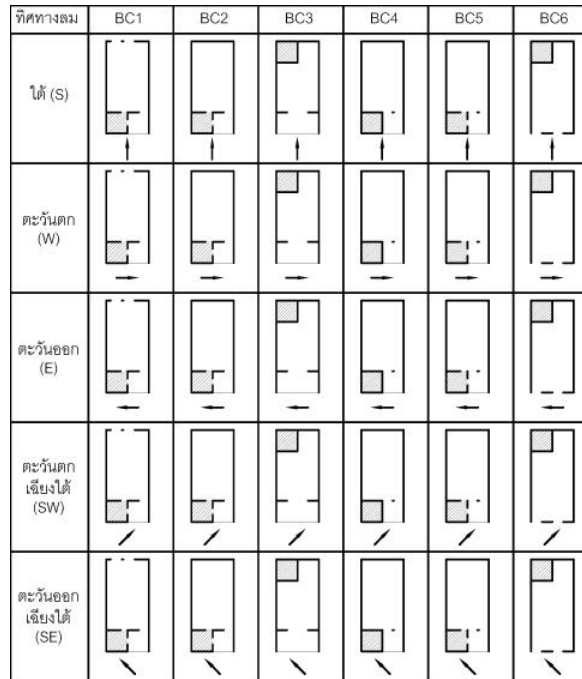 ทิศทางลม BC1 BC2 BC3 BC4 BC5 BC6
ใต้ (S)
ตะวันตก
(W)
ตะวันออก
(E)
ตะวันตก
เฉียงใต้
(SW)
ตะวันออก
เฉียงใต้
(SE)